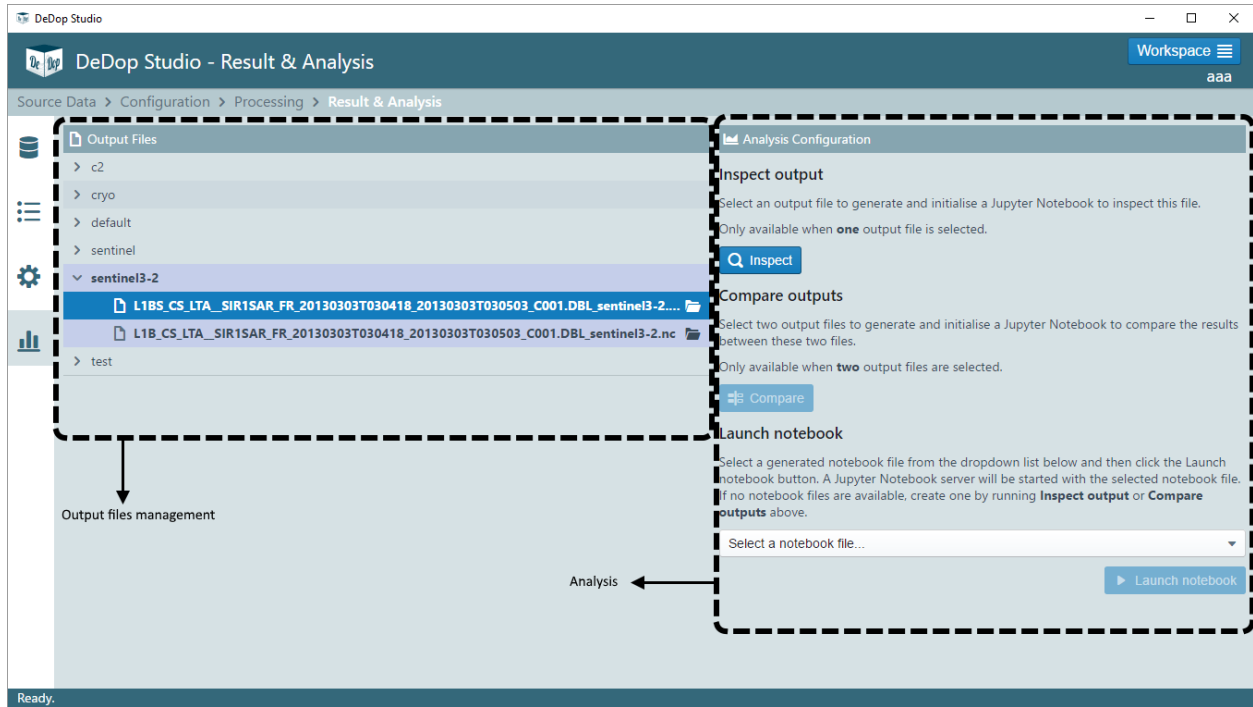 DeDop Studio
De Dop
DeDop Studio - Result & Analysis
Workspace
aaa
Source Data > Configuration > Processing > Result & Analysis
Output Files
c2
cryo
default
sentinel
sentinel3-2
L1BS_CS_LTA__SIR1SAR_FR_20130303T030418_20130303T030503_C001.DBL_sentinel3-2....
L1B_CS_LTA__SIR1SAR_FR_20130303T030418_20130303T030503_C001.DBL_sentinel3-2.nc
test
Output files management
Analysis Configuration
Inspect output
Select an output file to generate and initialise a Jupyter Notebook to inspect this file.
Only available when one output file is selected.
Inspect
Compare outputs
Select two output files to generate and initialise a Jupyter Notebook to compare the results
between these two files.
Only available when two output files are selected.
Compare
Launch notebook
Select a generated notebook file from the dropdown list below and then click the Launch
notebook button. A Jupyter Notebook server will be started with the selected notebook file.
If no notebook files are available, create one by running Inspect output or Compare
outputs above.
Select a notebook file...
Launch notebook
Analysis
Ready.